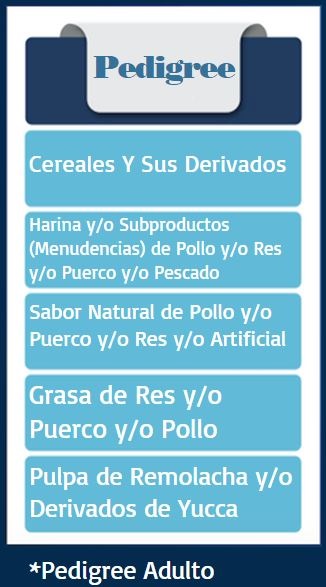 Pedigree
Cereales Y Sus Derivados
Harina y/o Subproductos
(Menudencias) de Pollo y/o Res
y/o Puerco y/o Pescado
Sabor Natural de Pollo y/o
Puerco y/o Res y/o Artificial
Grasa de Res y/o
Puerco y/o Pollo
Pulpa de Remolacha y/o
Derivados de Yucca
*Pedigree Adulto